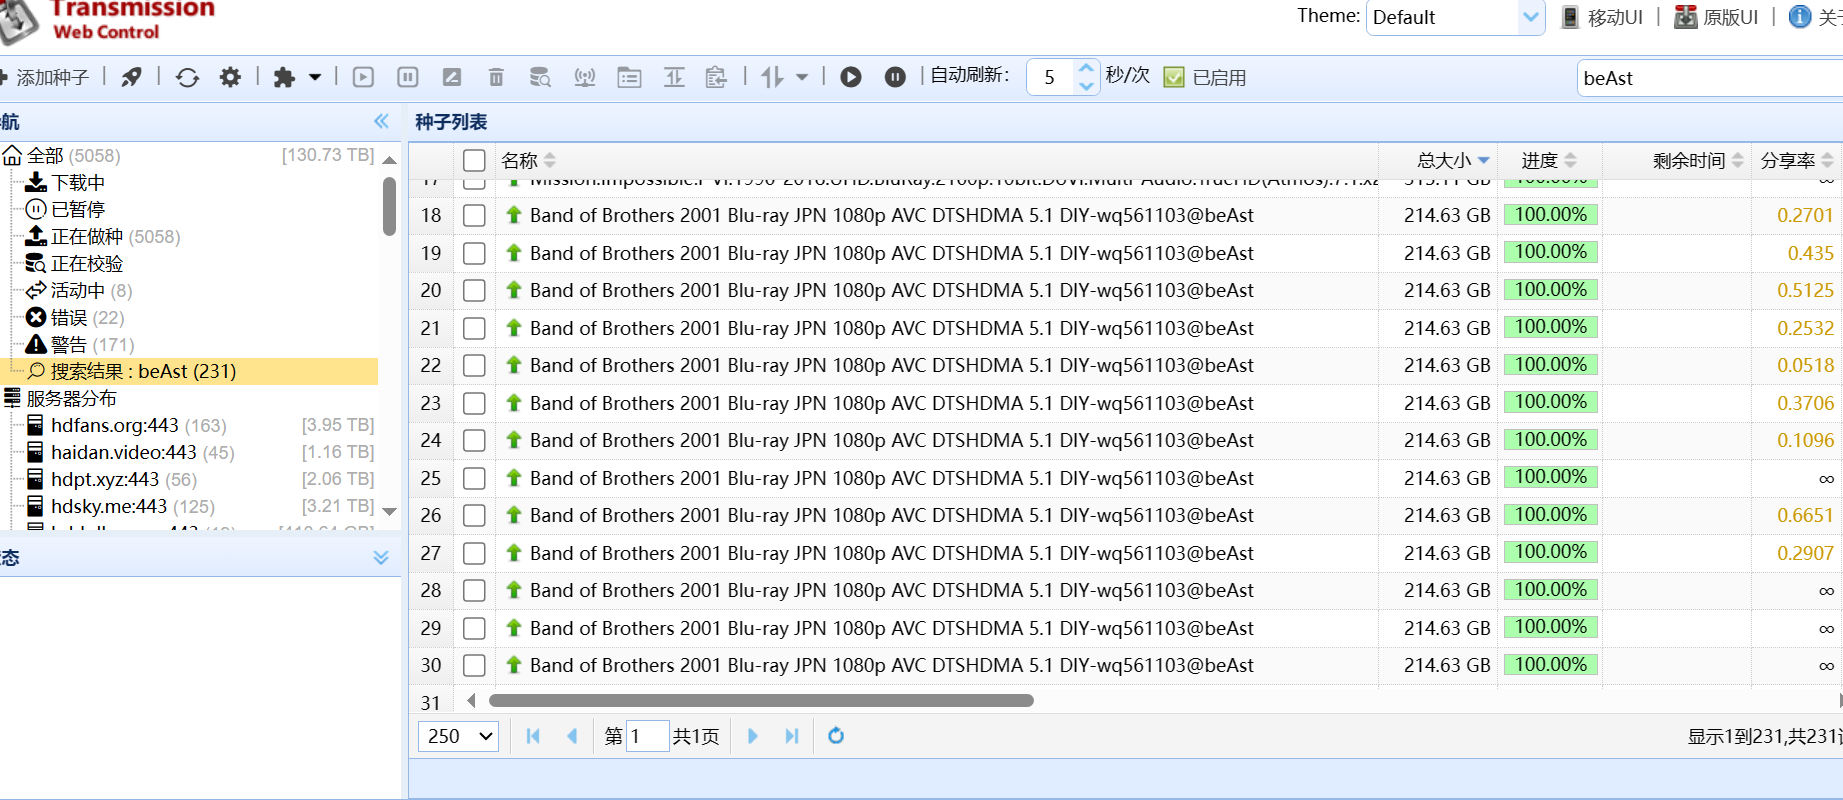 Transmission
Web Control
Theme: Default 移动UI 原版UI 关
添加种子 自动刷新: 5 秒/次 已启用 beAst
航
全部 (5058) [130.73 TB]
下载中
已暂停
正在做种 (5058)
正在校验
活动中 (8)
错误 (22)
警告 (171)
搜索结果 : beAst (231)
服务器分布
hdfans.org:443 (163) [3.95 TB]
haidan.video:443 (45) [1.16 TB]
hdpt.xyz:443 (56) [2.06 TB]
hdsky.me:443 (125) [3.21 TB]
态
种子列表
名称 总大小 进度 剩余时间 分享率
17 Mission.Impossible.I-VI.1996-2018.UHD.BluRay.2160p.10bit.DoVi.Multi-Audio.TrueHD(Atmos).7.1.x2 100.00% ∞
18 Band of Brothers 2001 Blu-ray JPN 1080p AVC DTSHDMA 5.1 DIY-wq561103@beAst 214.63 GB 100.00% 0.2701
19 Band of Brothers 2001 Blu-ray JPN 1080p AVC DTSHDMA 5.1 DIY-wq561103@beAst 214.63 GB 100.00% 0.435
20 Band of Brothers 2001 Blu-ray JPN 1080p AVC DTSHDMA 5.1 DIY-wq561103@beAst 214.63 GB 100.00% 0.5125
21 Band of Brothers 2001 Blu-ray JPN 1080p AVC DTSHDMA 5.1 DIY-wq561103@beAst 214.63 GB 100.00% 0.2532
22 Band of Brothers 2001 Blu-ray JPN 1080p AVC DTSHDMA 5.1 DIY-wq561103@beAst 214.63 GB 100.00% 0.0518
23 Band of Brothers 2001 Blu-ray JPN 1080p AVC DTSHDMA 5.1 DIY-wq561103@beAst 214.63 GB 100.00% 0.3706
24 Band of Brothers 2001 Blu-ray JPN 1080p AVC DTSHDMA 5.1 DIY-wq561103@beAst 214.63 GB 100.00% 0.1096
25 Band of Brothers 2001 Blu-ray JPN 1080p AVC DTSHDMA 5.1 DIY-wq561103@beAst 214.63 GB 100.00% ∞
26 Band of Brothers 2001 Blu-ray JPN 1080p AVC DTSHDMA 5.1 DIY-wq561103@beAst 214.63 GB 100.00% 0.6651
27 Band of Brothers 2001 Blu-ray JPN 1080p AVC DTSHDMA 5.1 DIY-wq561103@beAst 214.63 GB 100.00% 0.2907
28 Band of Brothers 2001 Blu-ray JPN 1080p AVC DTSHDMA 5.1 DIY-wq561103@beAst 214.63 GB 100.00% ∞
29 Band of Brothers 2001 Blu-ray JPN 1080p AVC DTSHDMA 5.1 DIY-wq561103@beAst 214.63 GB 100.00% ∞
30 Band of Brothers 2001 Blu-ray JPN 1080p AVC DTSHDMA 5.1 DIY-wq561103@beAst 214.63 GB 100.00% ∞
31
250 第 1 共1页 显示1到231,共231